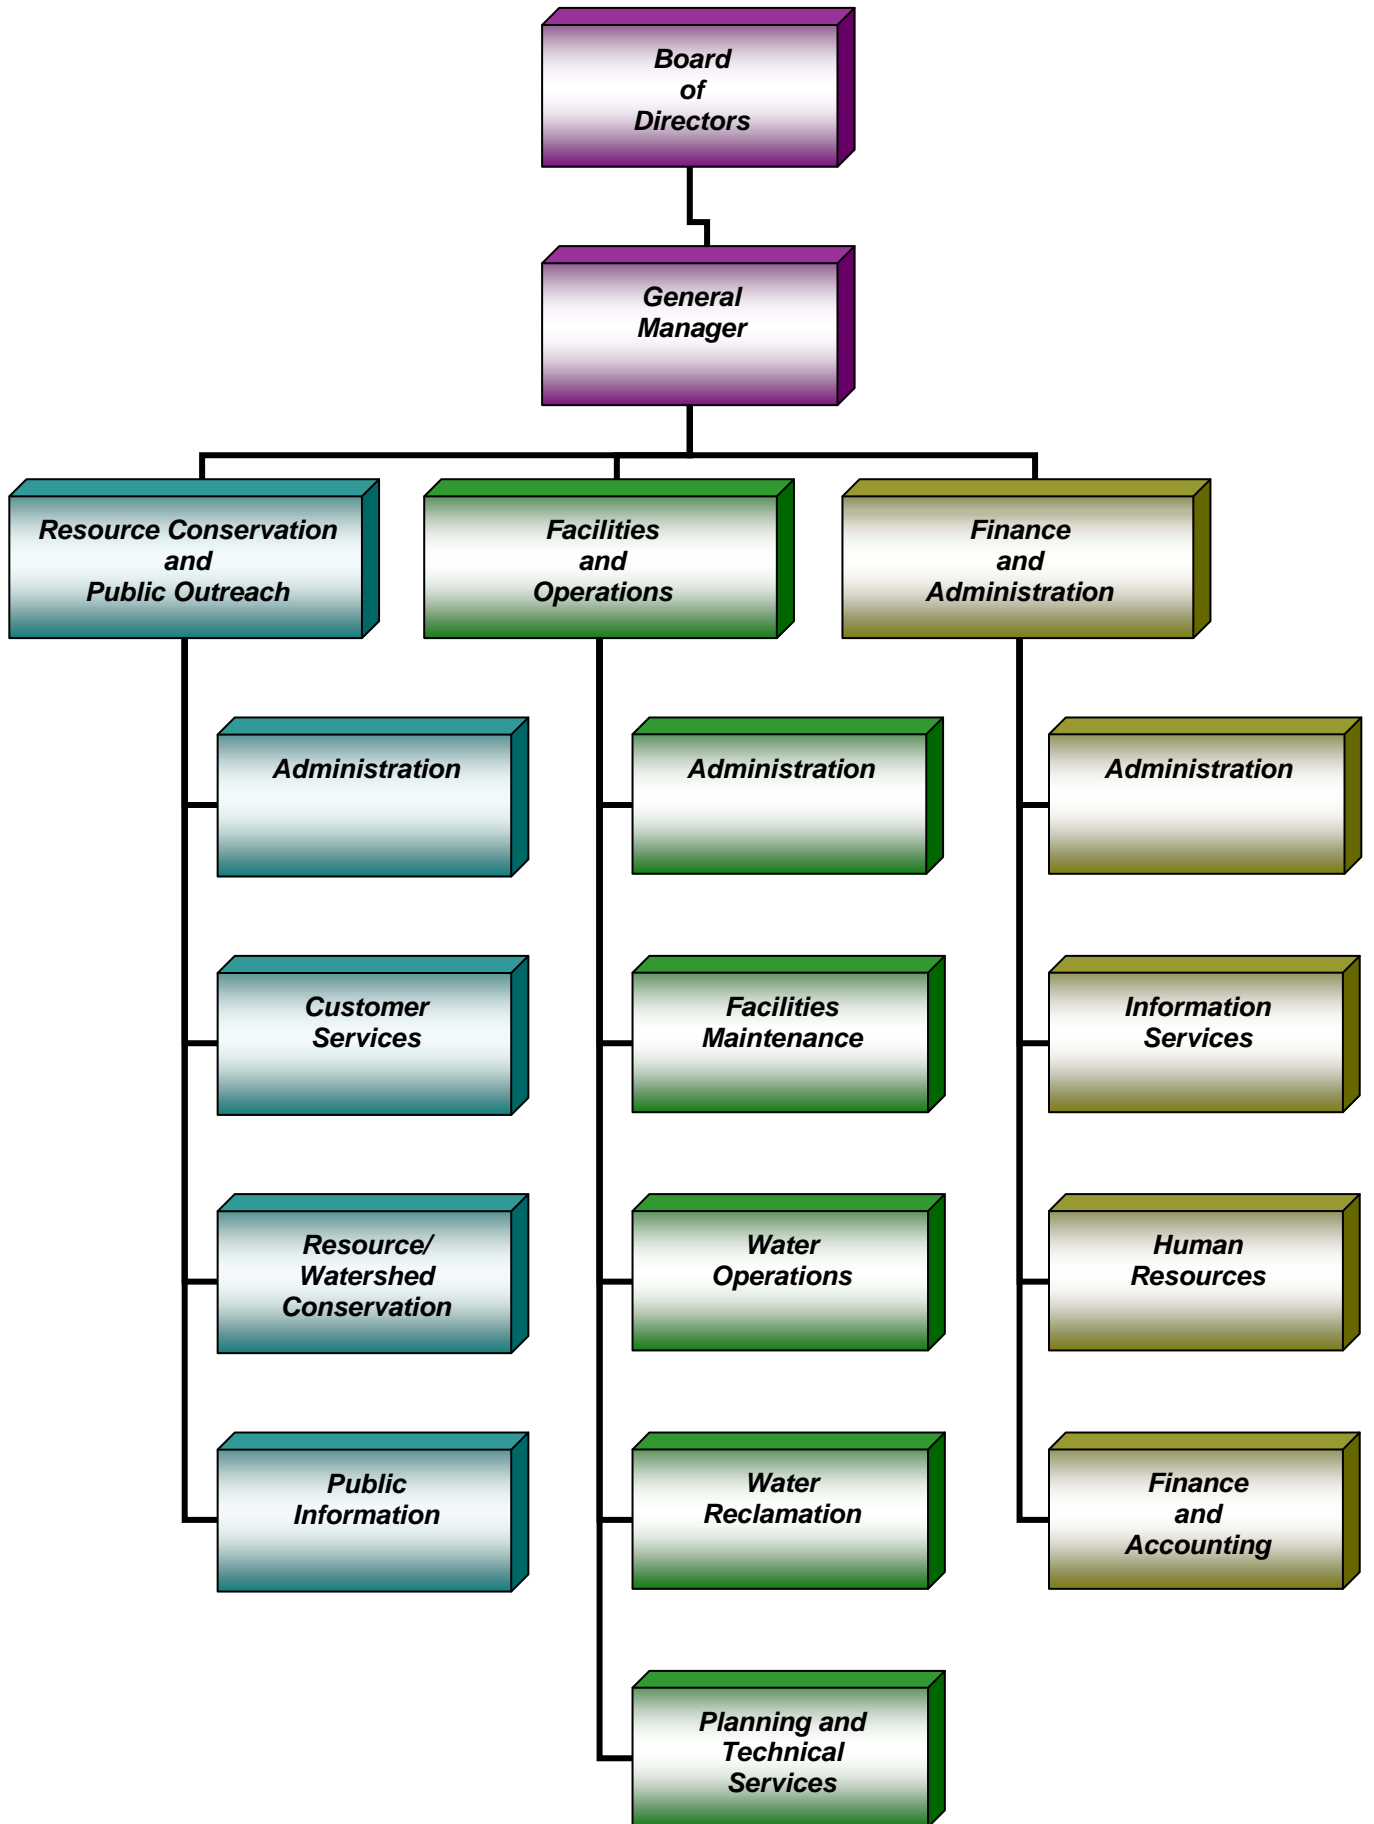 Board
of
Directors
General
Manager
Resource Conservation
and
Public Outreach
Facilities
and
Operations
Finance
and
Administration
Administration
Administration
Administration
Customer
Services
Facilities
Maintenance
Information
Services
Resource/
Watershed
Conservation
Water
Operations
Human
Resources
Public
Information
Water
Reclamation
Finance
and
Accounting
Planning and
Technical
Services